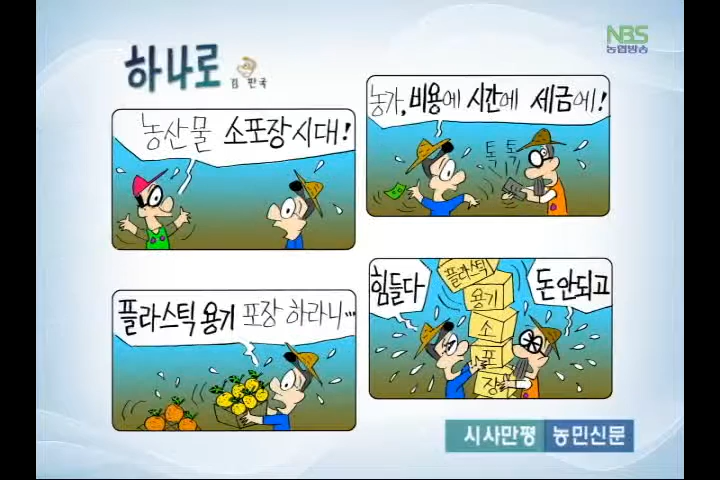 NBS
농협방송
하나로
김판국
농산물 소포장시대!
플라스틱 용기 포장 하라니...
농가, 비용에 시간에 세금에!
톡 톡
힘들다
돈 안되고
플라스틱
용기
소
포
장
시사만평 농민신문